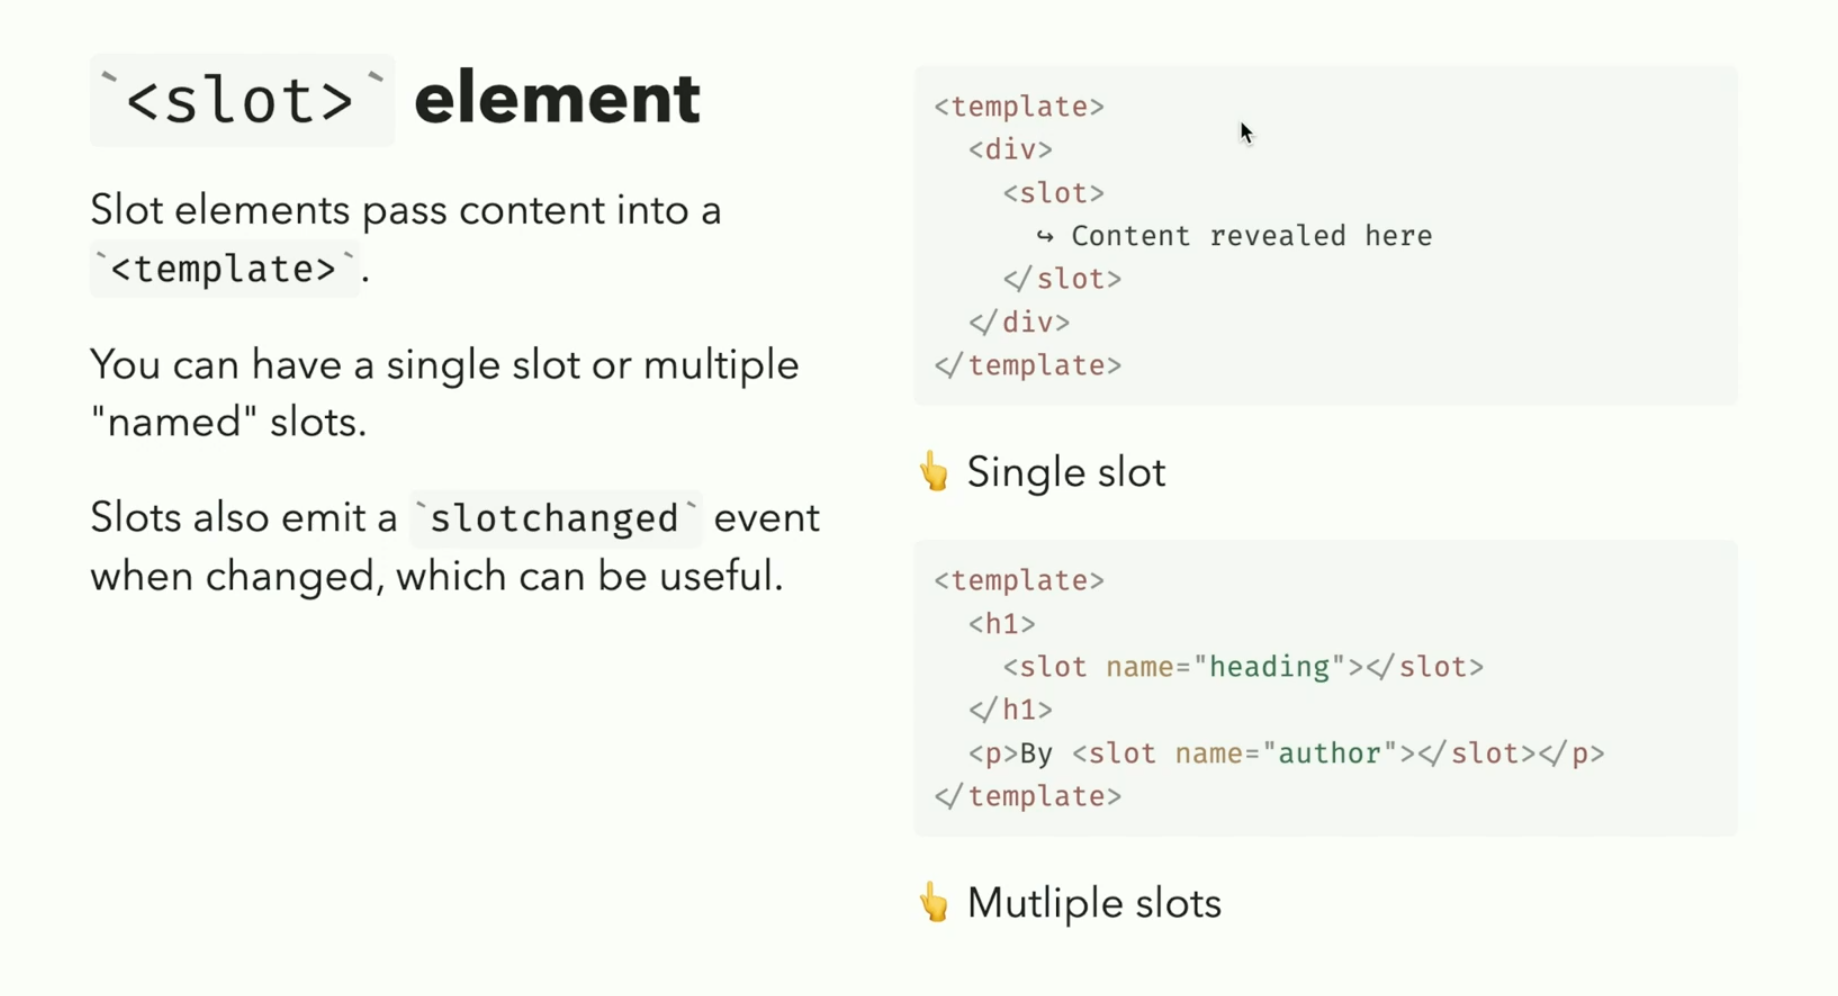 `<slot>` element
Slot elements pass content into a
`<template>`.
You can have a single slot or multiple
"named" slots.
Slots also emit a `slotchanged` event
when changed, which can be useful.
<template>
  <div>
    <slot>
      ↪ Content revealed here
    </slot>
  </div>
</template>
👆 Single slot
<template>
  <h1>
    <slot name="heading"></slot>
  </h1>
  <p>By <slot name="author"></slot></p>
</template>
👆 Mutliple slots